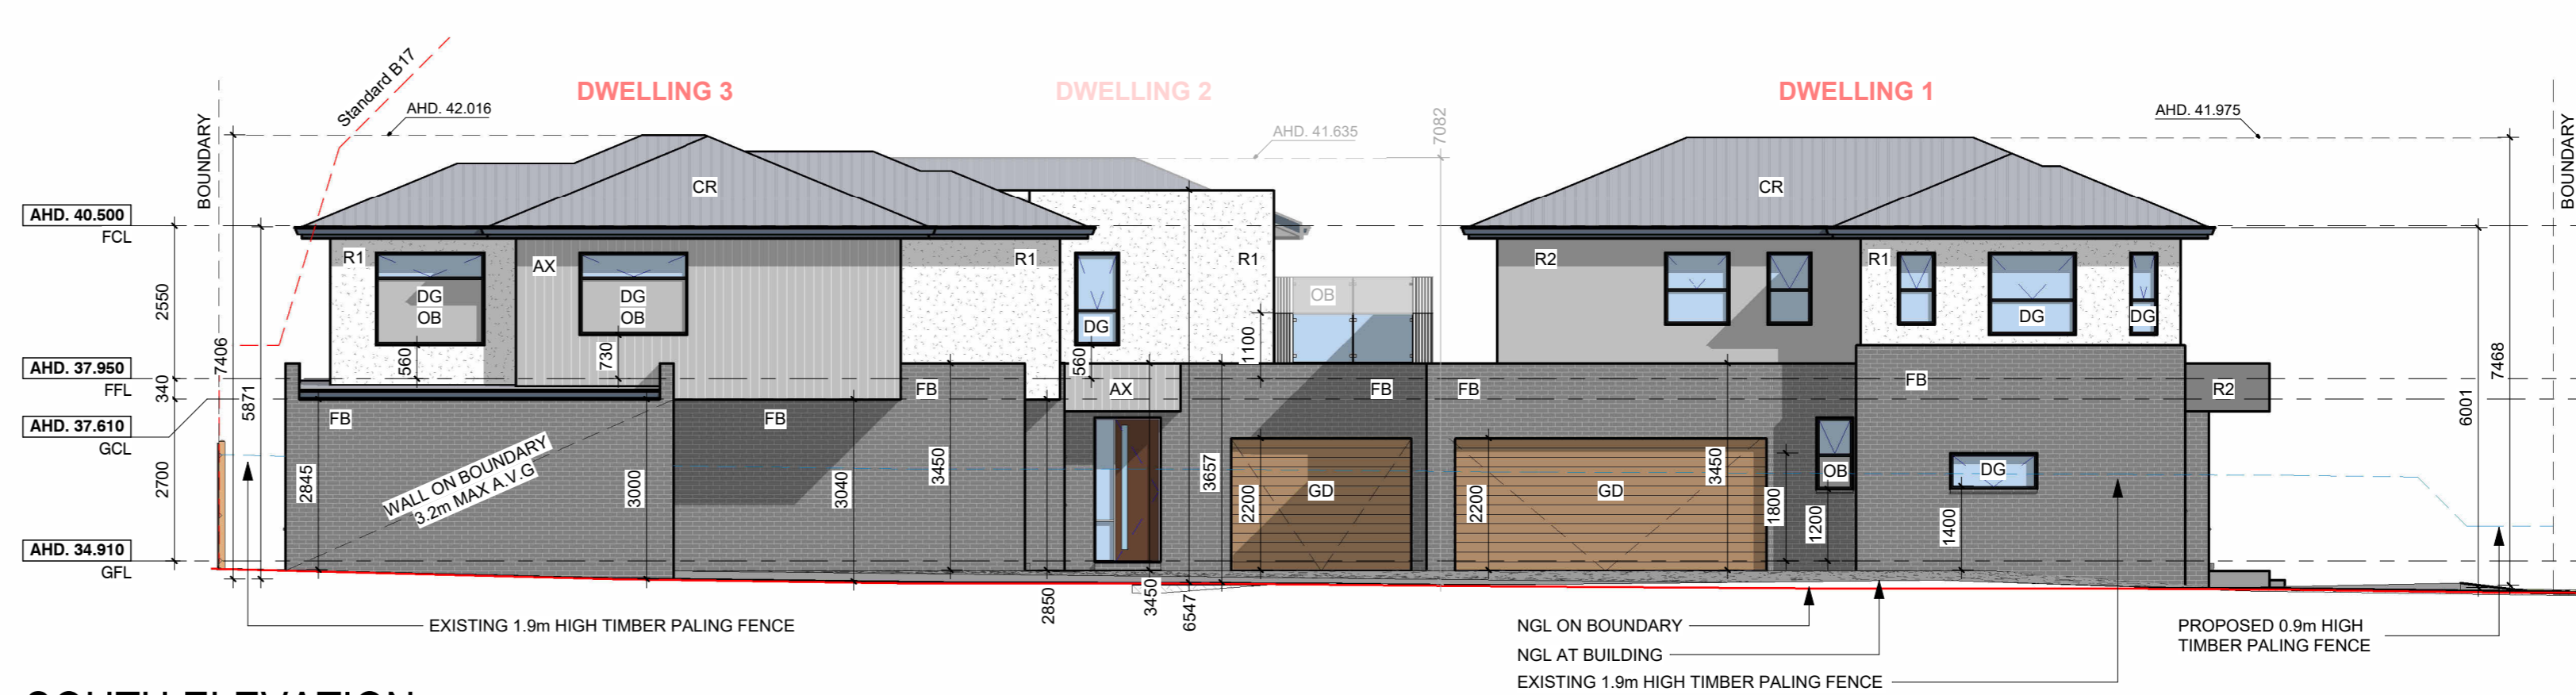 DWELLING 3
DWELLING 2
DWELLING 1
Standard B17
AHD. 42.016
AHD. 41.635
AHD. 41.975
BOUNDARY
BOUNDARY
7082
AHD. 40.500
FCL
CR
CR
R1
AX
R1
R1
R2
R1
DG
OB
DG
OB
DG
OB
DG
DG
2550
7406
5871
560
730
560
1100
7468
6001
AHD. 37.950
FFL
340
AHD. 37.610
GCL
2700
AHD. 34.910
GFL
FB
FB
FB
AX
FB
FB
FB
R2
WALL ON BOUNDARY
3.2m MAX A.V.G
2845
3000
3040
3450
3657
2200
GD
2200
GD
3450
1800
OB
1200
DG
1400
2850
3450
6547
EXISTING 1.9m HIGH TIMBER PALING FENCE
NGL ON BOUNDARY
NGL AT BUILDING
EXISTING 1.9m HIGH TIMBER PALING FENCE
PROPOSED 0.9m HIGH
TIMBER PALING FENCE
SOUTH ELEVATION